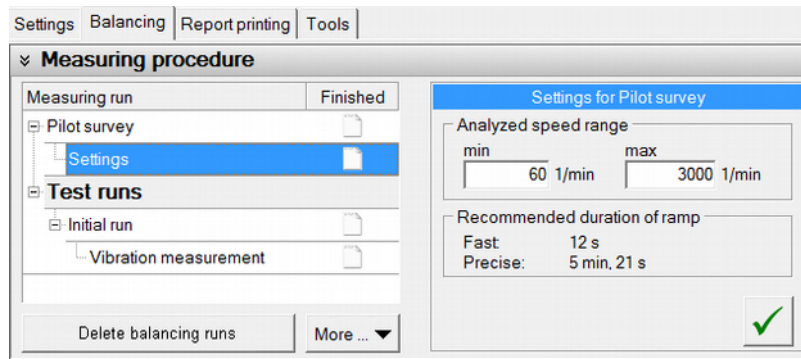 Settings Balancing Report printing Tools
Measuring procedure
Measuring run Finished
Pilot survey
Settings
Test runs
Initial run
Vibration measurement
Delete balancing runs More ...
Settings for Pilot survey
Analyzed speed range
min max
60 1/min 3000 1/min
Recommended duration of ramp
Fast: 12 s
Precise: 5 min, 21 s